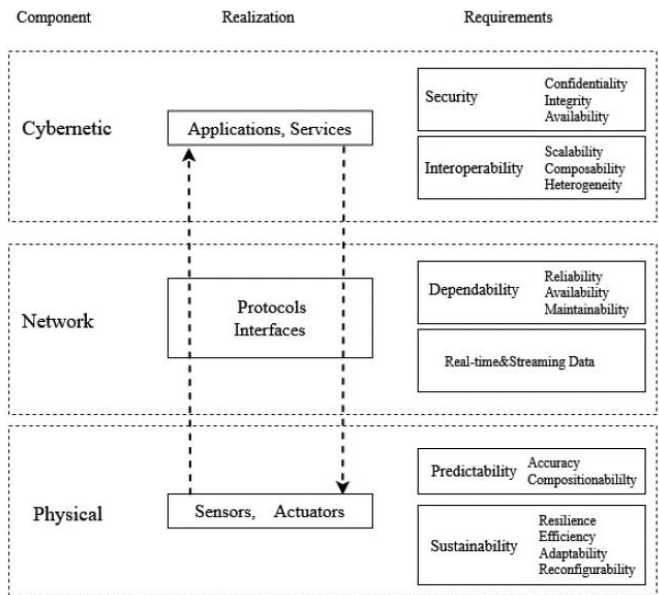 Component Realization Requirements
Cybernetic
Applications, Services
Security
Confidentiality
Integrity
Availability
Interoperability
Scalability
Composability
Heterogeneity
Network
Protocols
Interfaces
Dependability
Reliability
Availability
Maintainability
Real-time&Streaming Data
Physical
Sensors, Actuators
Predictability
Accuracy
Compositionabililty
Sustainability
Resilience
Efficiency
Adaptability
Reconfigurability